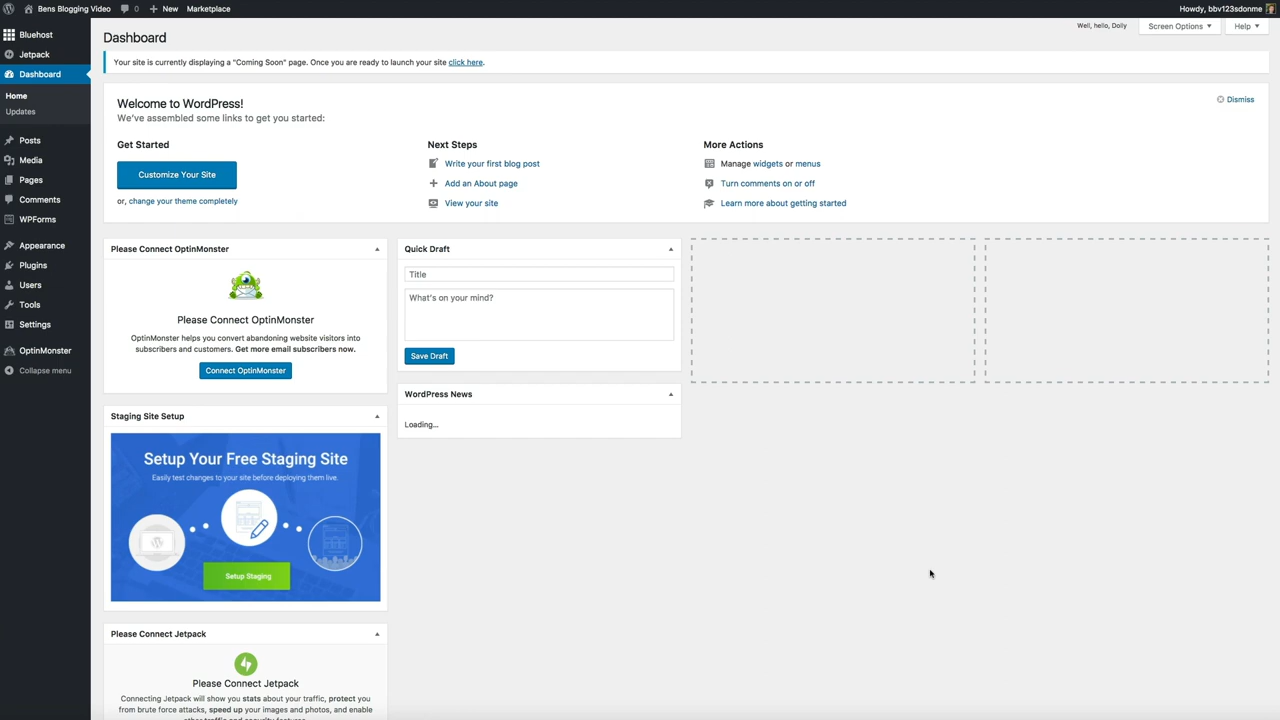 Bens Blogging Video 0 New Marketplace Howdy, bbv123sdonme
Bluehost
Jetpack
Dashboard
Home
Updates
Posts
Media
Pages
Comments
WPForms
Appearance
Plugins
Users
Tools
Settings
OptinMonster
Collapse menu
Dashboard
Well, hello, Dolly
Screen Options
Help
Your site is currently displaying a "Coming Soon" page. Once you are ready to launch your site click here.
Welcome to WordPress!
We've assembled some links to get you started:
Dismiss
Get Started
Customize Your Site
or, change your theme completely
Next Steps
Write your first blog post
Add an About page
View your site
More Actions
Manage widgets or menus
Turn comments on or off
Learn more about getting started
Please Connect OptinMonster
Please Connect OptinMonster
OptinMonster helps you convert abandoning website visitors into
subscribers and customers. Get more email subscribers now.
Connect OptinMonster
Staging Site Setup
Setup Your Free Staging Site
Easily test changes to your site before deploying them live.
Setup Staging
Please Connect Jetpack
Please Connect Jetpack
Connecting Jetpack will show you stats about your traffic, protect you
from brute force attacks, speed up your images and photos, and enable
other traffic and security features.
Quick Draft
Title
What's on your mind?
Save Draft
WordPress News
Loading...